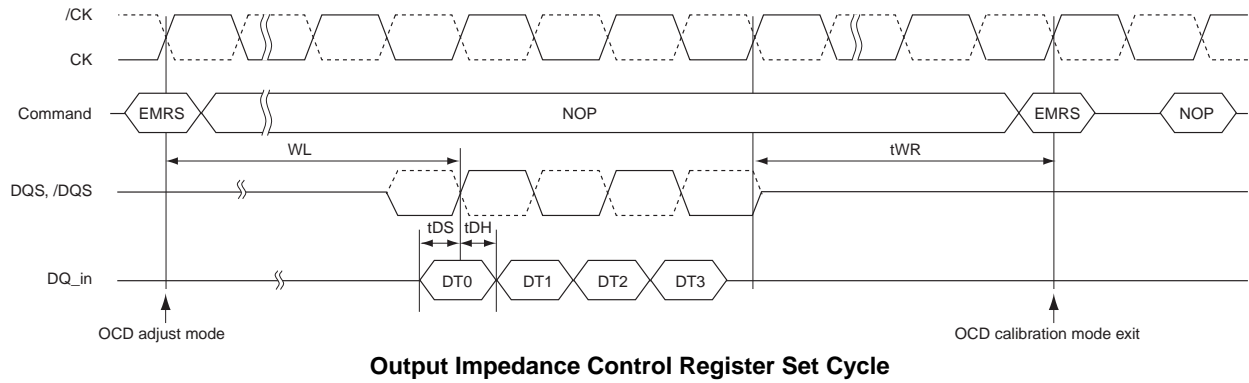 /CK
CK
Command
EMRS
NOP
EMRS
NOP
WL
tWR
DQS, /DQS
tDS
tDH
DQ_in
DT0
DT1
DT2
DT3
OCD adjust mode
OCD calibration mode exit
Output Impedance Control Register Set Cycle